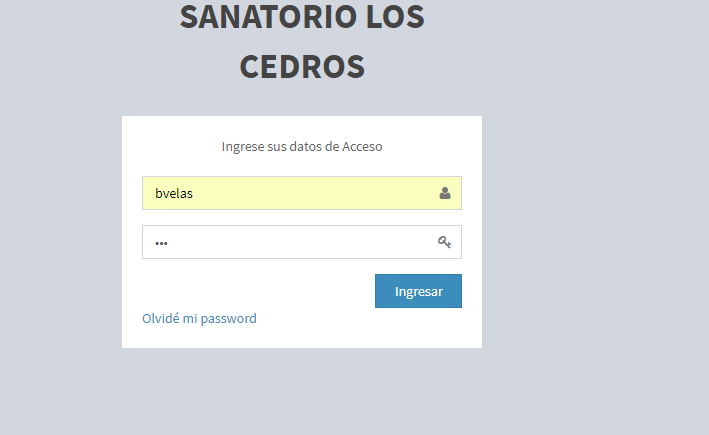 SANATORIO LOS
CEDROS
Ingrese sus datos de Acceso
bvelas
•••
Ingresar
Olvidé mi password